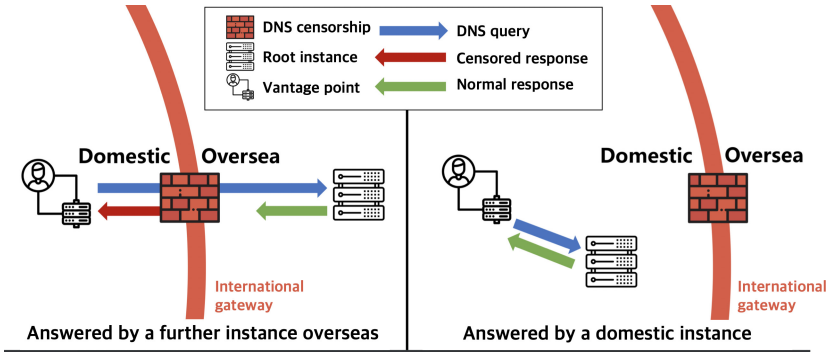 DNS censorship
DNS query
Root instance
Censored response
Vantage point
Normal response
Domestic
Oversea
International
gateway
Answered by a further instance overseas
Domestic
Oversea
International
gateway
Answered by a domestic instance